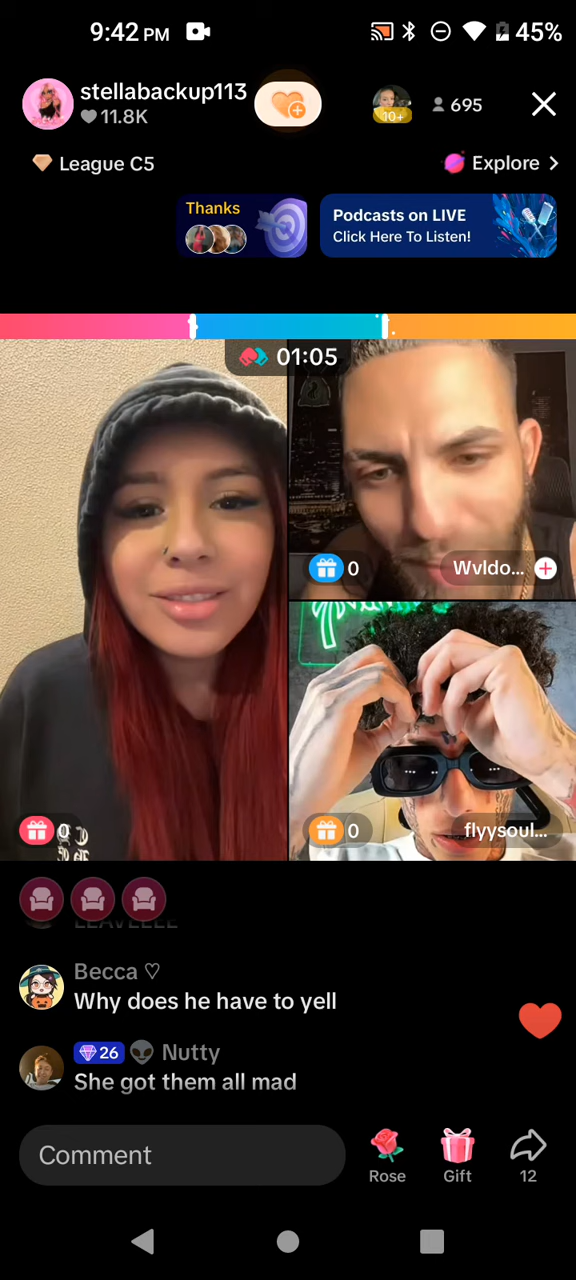 9:42 PM
45%
stellabackup113
11.8K
10+
695
League C5
Explore >
Thanks
Podcasts on LIVE
Click Here To Listen!
01:05
0
Wvldo...
0
0
flyysoul...
LEAVEEEE
Becca ♡
Why does he have to yell
26 👽 Nutty
She got them all mad
Comment
Rose
Gift
12